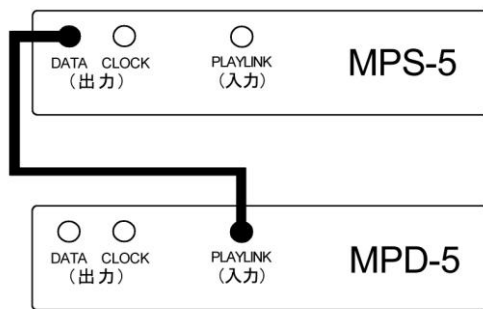 DATA CLOCK PLAYLINK
(出力) (入力)
MPS-5
DATA CLOCK PLAYLINK
(出力) (入力)
MPD-5